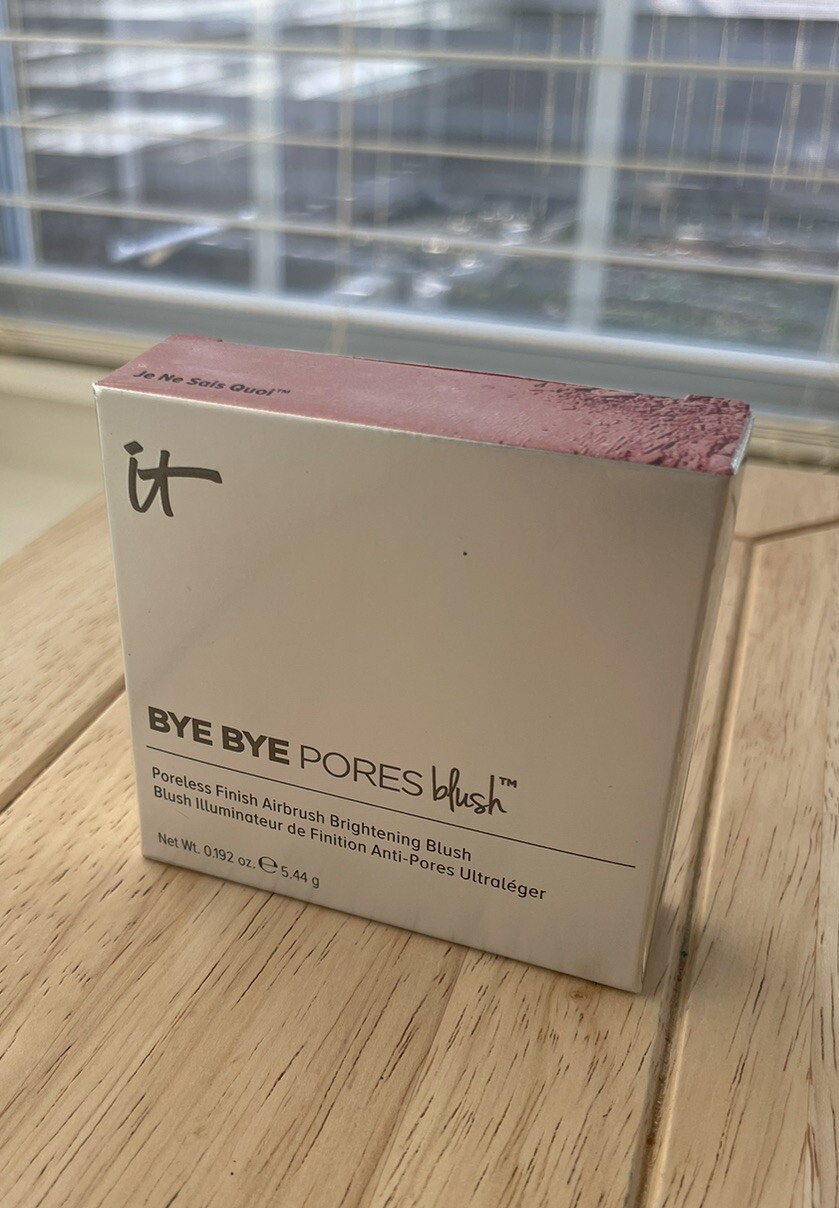 Je Ne Sais Quoi™
it
BYE BYE PORES blush™
Poreless Finish Airbrush Brightening Blush
Blush Illuminateur de Finition Anti-Pores Ultraléger
Net Wt. 0.192 oz. ℮ 5.44 g